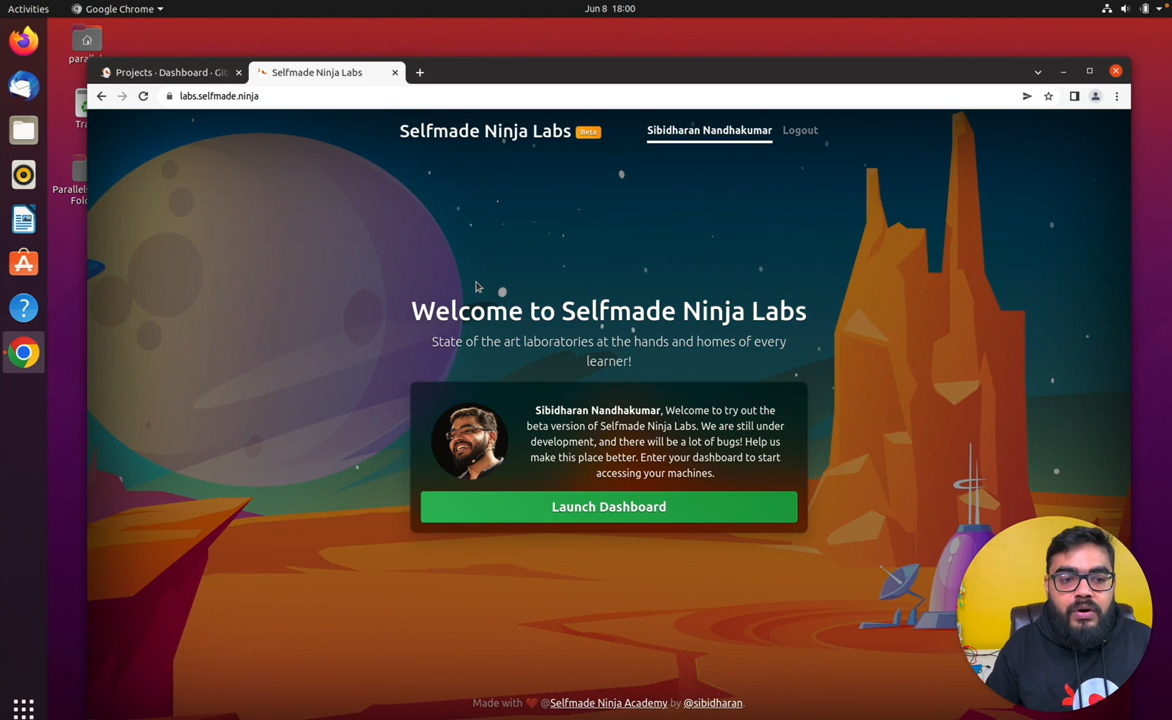 Activities
Google Chrome
Jun 8 18:00
Projects · Dashboard · Git
Selfmade Ninja Labs
labs.selfmade.ninja
Selfmade Ninja Labs Beta
Sibidharan Nandhakumar
Logout
Welcome to Selfmade Ninja Labs
State of the art laboratories at the hands and homes of every
learner!
Sibidharan Nandhakumar, Welcome to try out the
beta version of Selfmade Ninja Labs. We are still under
development, and there will be a lot of bugs! Help us
make this place better. Enter your dashboard to start
accessing your machines.
Launch Dashboard
Made with ❤ @Selfmade Ninja Academy by @sibidharan.
paral
Tra
Parallels
Fol